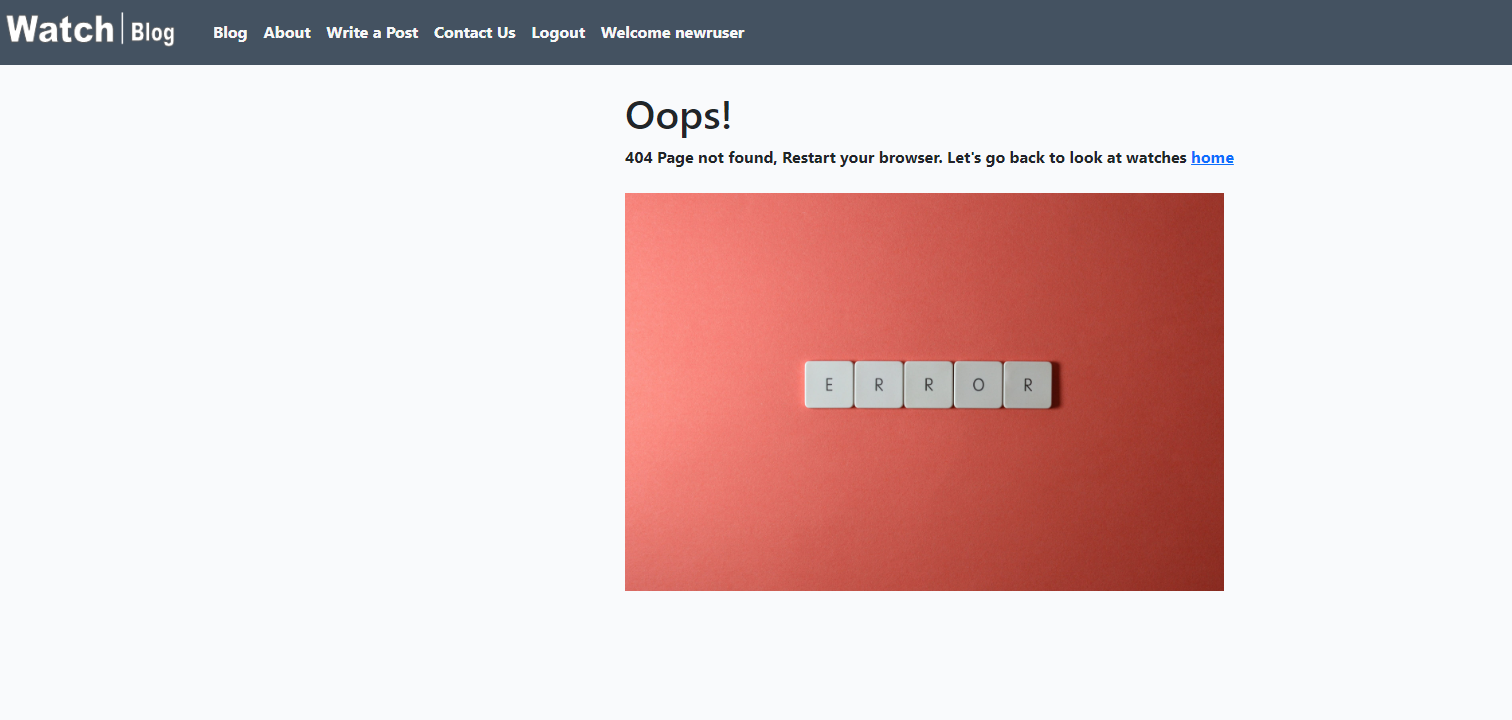 Watch | Blog Blog About Write a Post Contact Us Logout Welcome newruser
Oops!
404 Page not found, Restart your browser. Let's go back to look at watches home
E R R O R